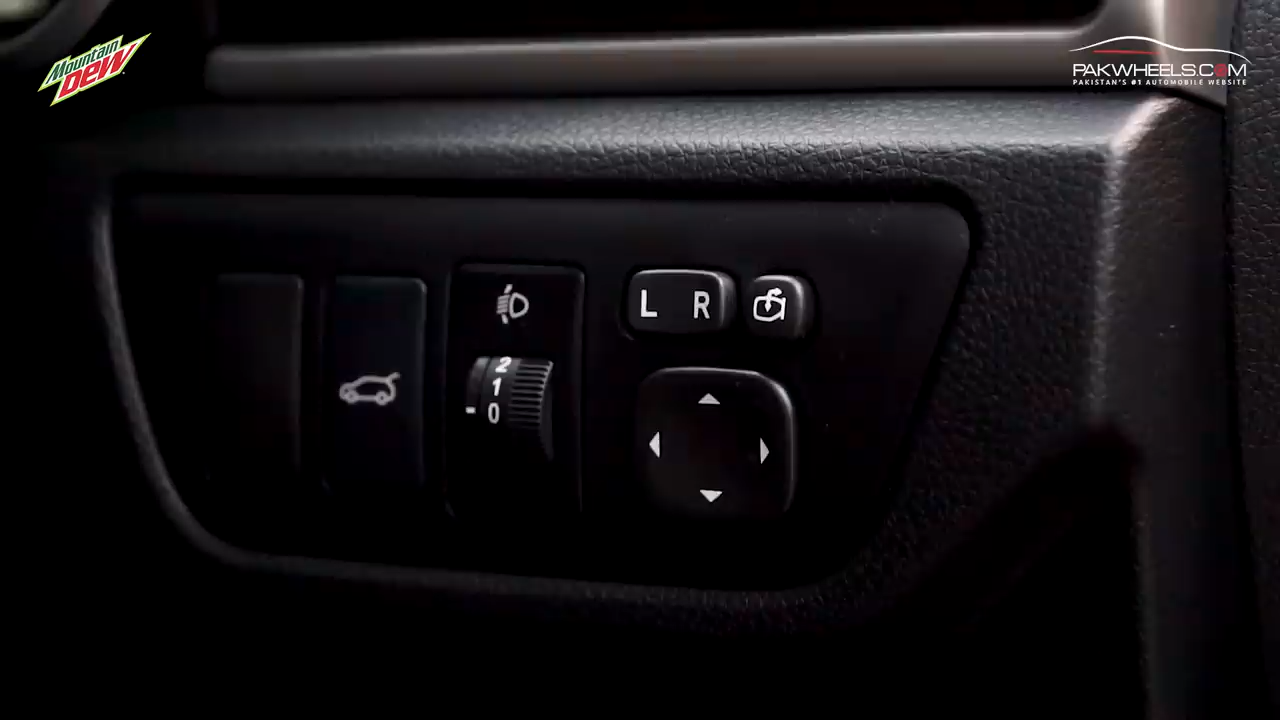 Mountain
DEW
PAKWHEELS.COM
PAKISTAN'S #1 AUTOMOBILE WEBSITE
L R
2
1
0